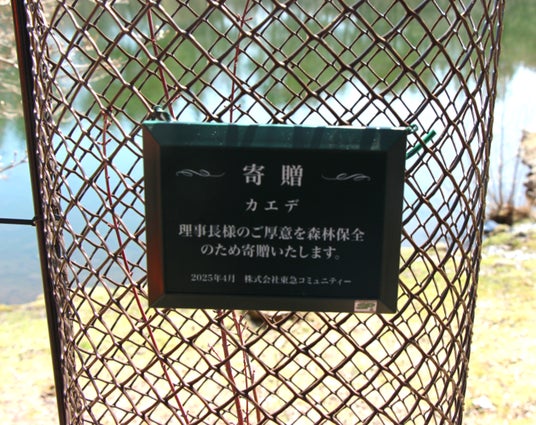 寄贈
カエデ
理事長様のご厚意を森林保全
のため寄贈いたします。
2025年4月 株式会社東急コミュニティー